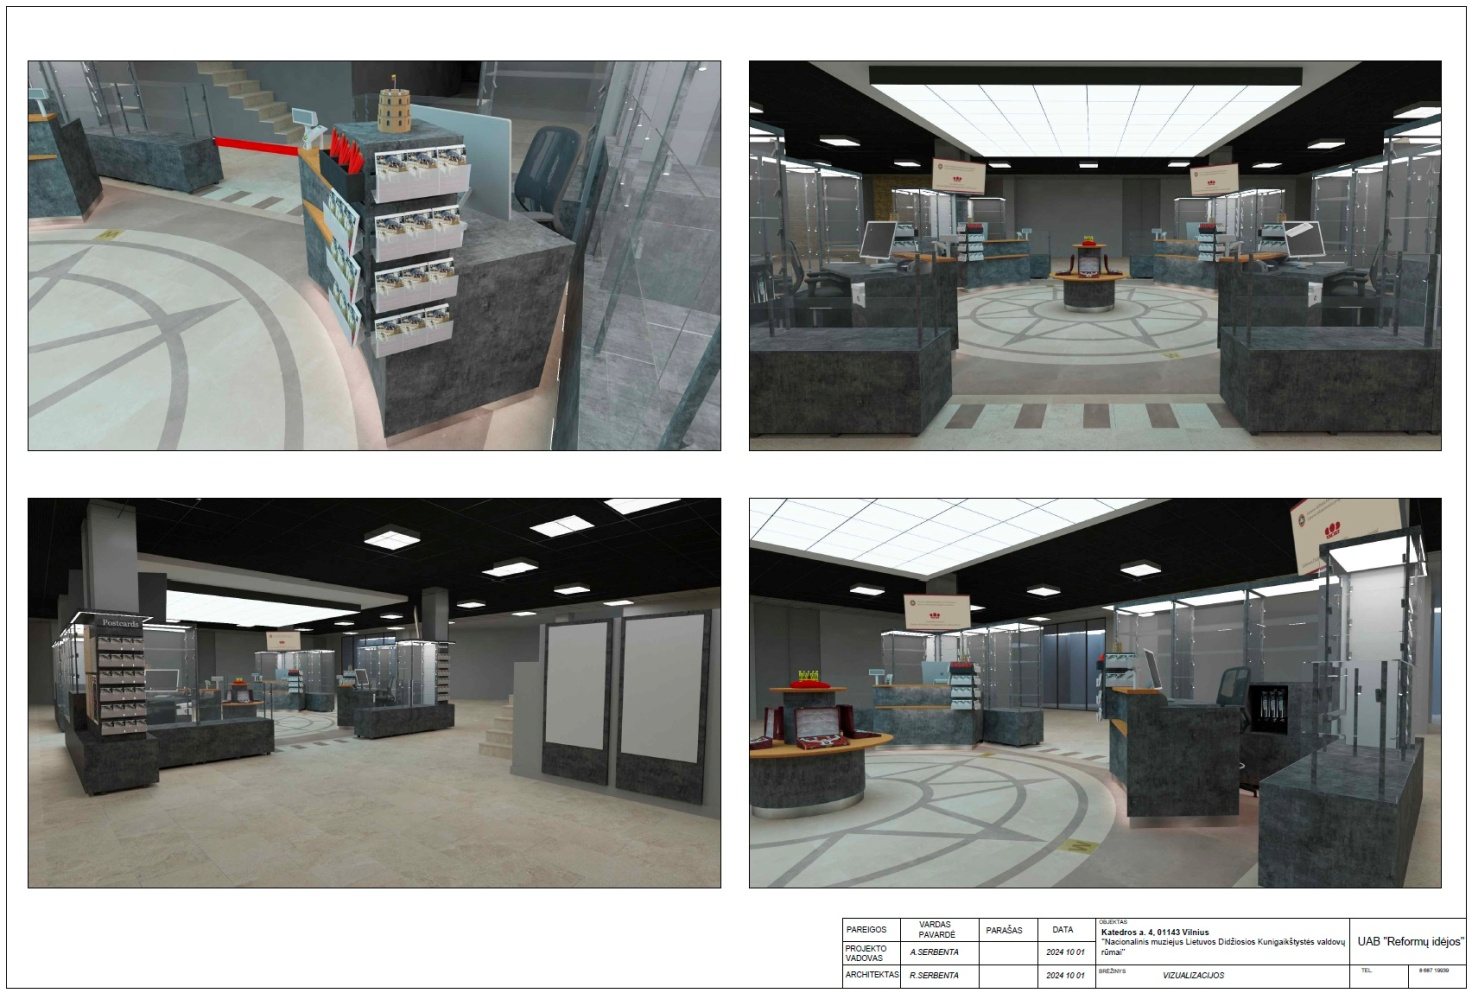 Postcards
PAREIGOS
VARDAS
PAVARDĖ
PARAŠAS
DATA
OBJEKTAS:
Katedros a. 4, 01143 Vilnius
"Nacionalinis muziejus Lietuvos Didžiosios Kunigaikštystės valdovų
rūmai"
UAB "Reformų idėjos"
PROJEKTO
VADOVAS
A.SERBENTA
2024 10 01
ARCHITEKTAS
R.SERBENTA
2024 10 01
BRĖŽINYS
VIZUALIZACIJOS
TEL.